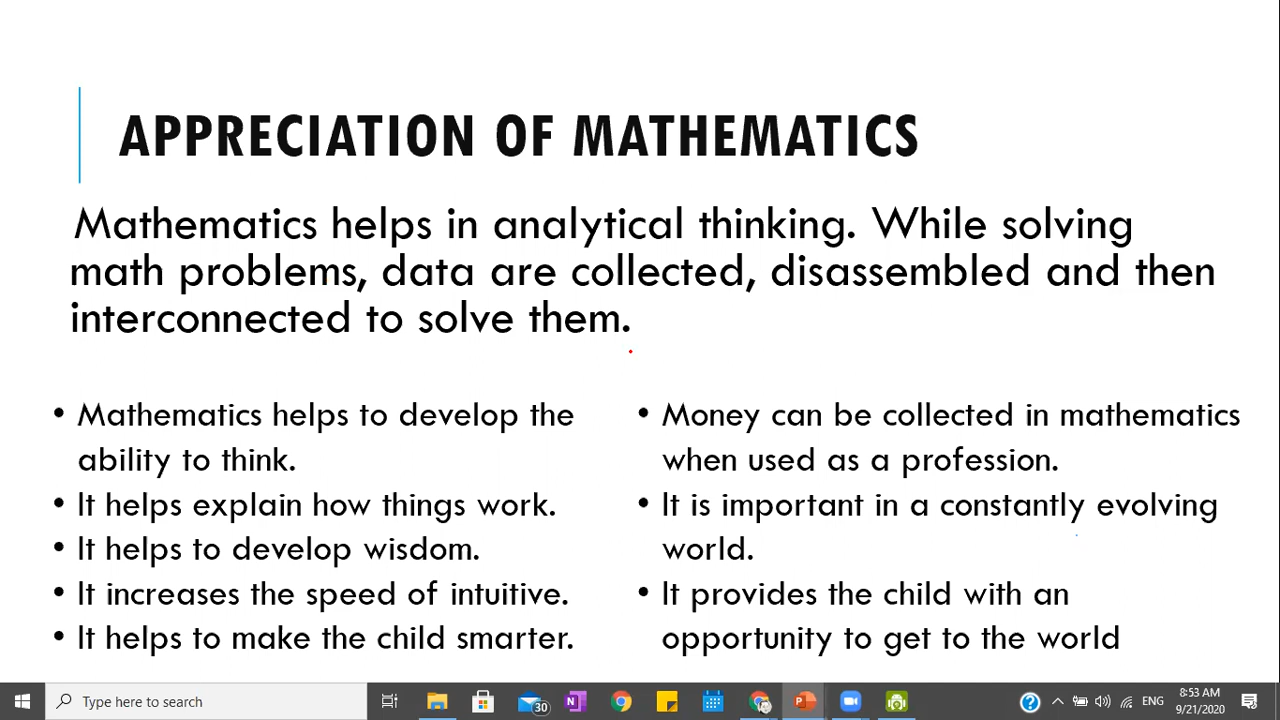 APPRECIATION OF MATHEMATICS
Mathematics helps in analytical thinking. While solving
math problems, data are collected, disassembled and then
interconnected to solve them.
• Mathematics helps to develop the
ability to think.
• It helps explain how things work.
• It helps to develop wisdom.
• It increases the speed of intuitive.
• It helps to make the child smarter.
• Money can be collected in mathematics
when used as a profession.
• It is important in a constantly evolving
world.
• It provides the child with an
opportunity to get to the world
Type here to search
30
ENG
8:53 AM
9/21/2020